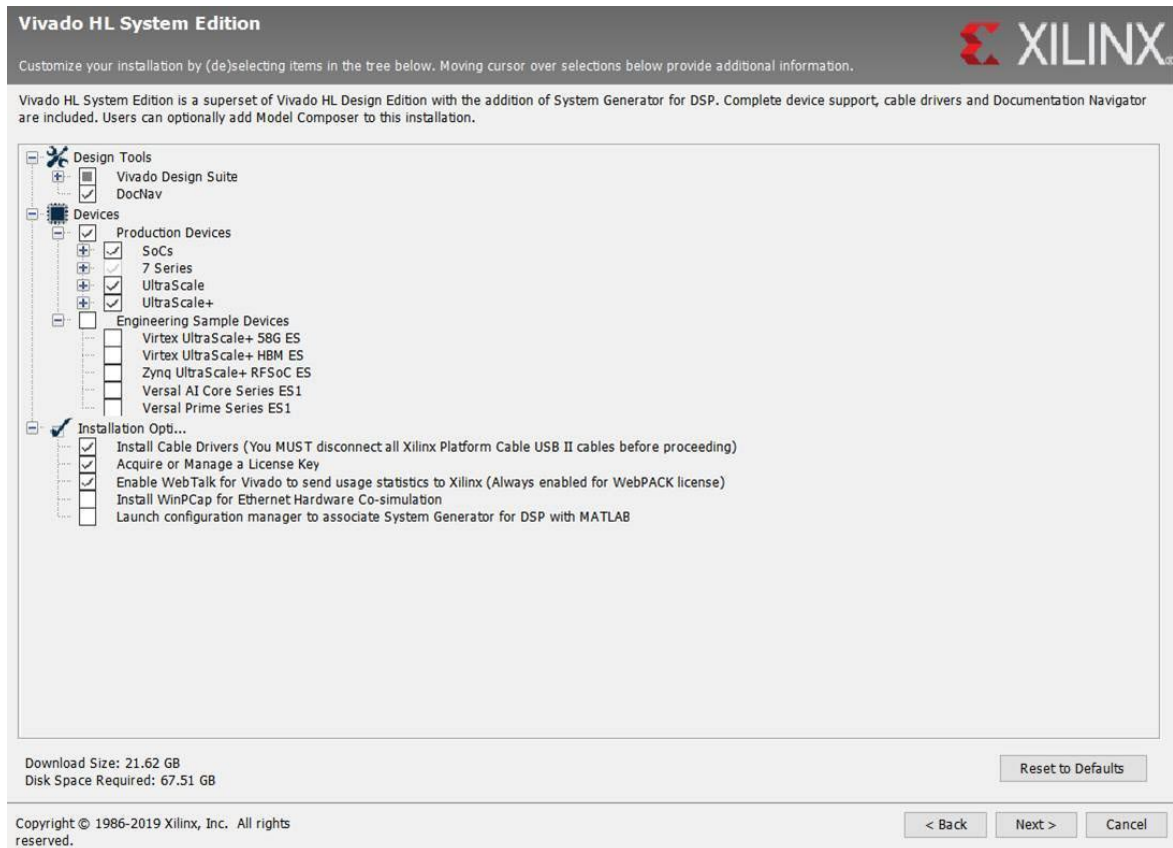 Vivado HL System Edition
XILINX®
Customize your installation by (de)selecting items in the tree below. Moving cursor over selections below provide additional information.
Vivado HL System Edition is a superset of Vivado HL Design Edition with the addition of System Generator for DSP. Complete device support, cable drivers and Documentation Navigator
are included. Users can optionally add Model Composer to this installation.
Design Tools
Vivado Design Suite
DocNav
Devices
Production Devices
SoCs
7 Series
UltraScale
UltraScale+
Engineering Sample Devices
Virtex UltraScale+ 58G ES
Virtex UltraScale+ HBM ES
Zynq UltraScale+ RFSoC ES
Versal AI Core Series ES1
Versal Prime Series ES1
Installation Opti...
Install Cable Drivers (You MUST disconnect all Xilinx Platform Cable USB II cables before proceeding)
Acquire or Manage a License Key
Enable WebTalk for Vivado to send usage statistics to Xilinx (Always enabled for WebPACK license)
Install WinPCap for Ethernet Hardware Co-simulation
Launch configuration manager to associate System Generator for DSP with MATLAB
Download Size: 21.62 GB
Disk Space Required: 67.51 GB
Reset to Defaults
Copyright © 1986-2019 Xilinx, Inc. All rights
reserved.
< Back Next > Cancel